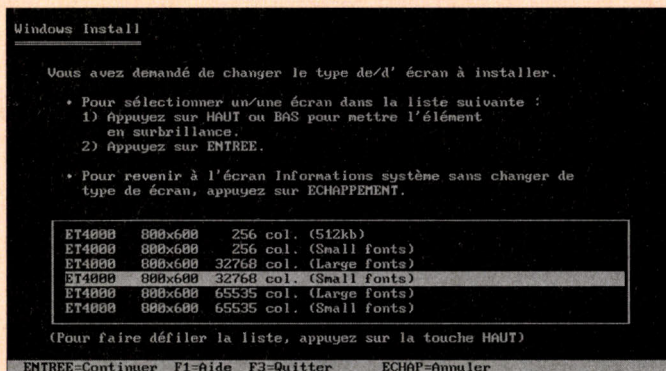 Windows Install
Vous avez demandé de changer le type de/d' écran à installer.
• Pour sélectionner un/une écran dans la liste suivante :
1) Appuyez sur HAUT ou BAS pour mettre l'élément
en surbrillance.
2) Appuyez sur ENTREE.
• Pour revenir à l'écran Informations système sans changer de
type de écran, appuyez sur ECHAPPEMENT.
ET4000 800x600 256 col. (512kb)
ET4000 800x600 256 col. (Small fonts)
ET4000 800x600 32768 col. (Large fonts)
ET4000 800x600 32768 col. (Small fonts)
ET4000 800x600 65535 col. (Large fonts)
ET4000 800x600 65535 col. (Small fonts)
(Pour faire défiler la liste, appuyez sur la touche HAUT)
ENTREE=Continuer F1=Aide F3=Quitter ECHAP=Annuler